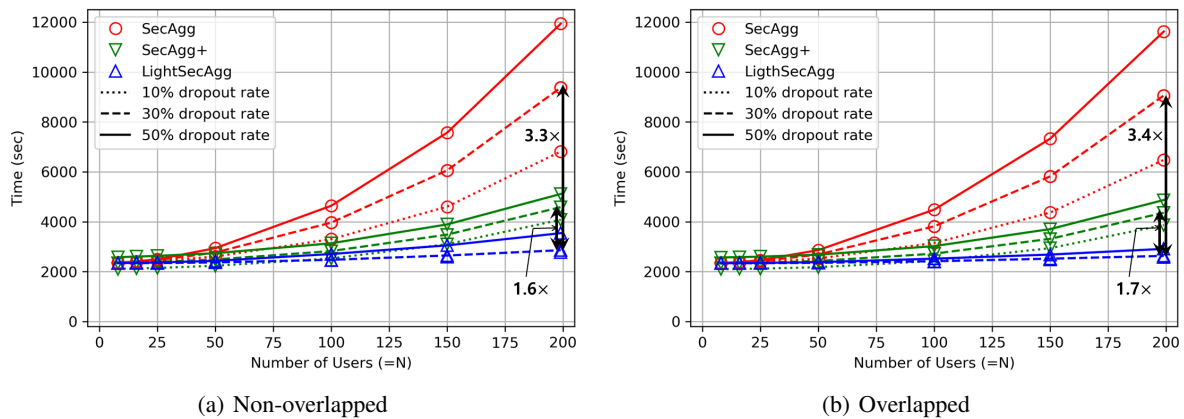 12000
10000
8000
6000
4000
2000
0
Time (sec)
SecAgg
SecAgg+
LightSecAgg
10% dropout rate
30% dropout rate
50% dropout rate
3.3×
1.6×
0 25 50 75 100 125 150 175 200
Number of Users (=N)
(a) Non-overlapped
12000
10000
8000
6000
4000
2000
0
Time (sec)
SecAgg
SecAgg+
LigthSecAgg
10% dropout rate
30% dropout rate
50% dropout rate
3.4×
1.7×
0 25 50 75 100 125 150 175 200
Number of Users (=N)
(b) Overlapped